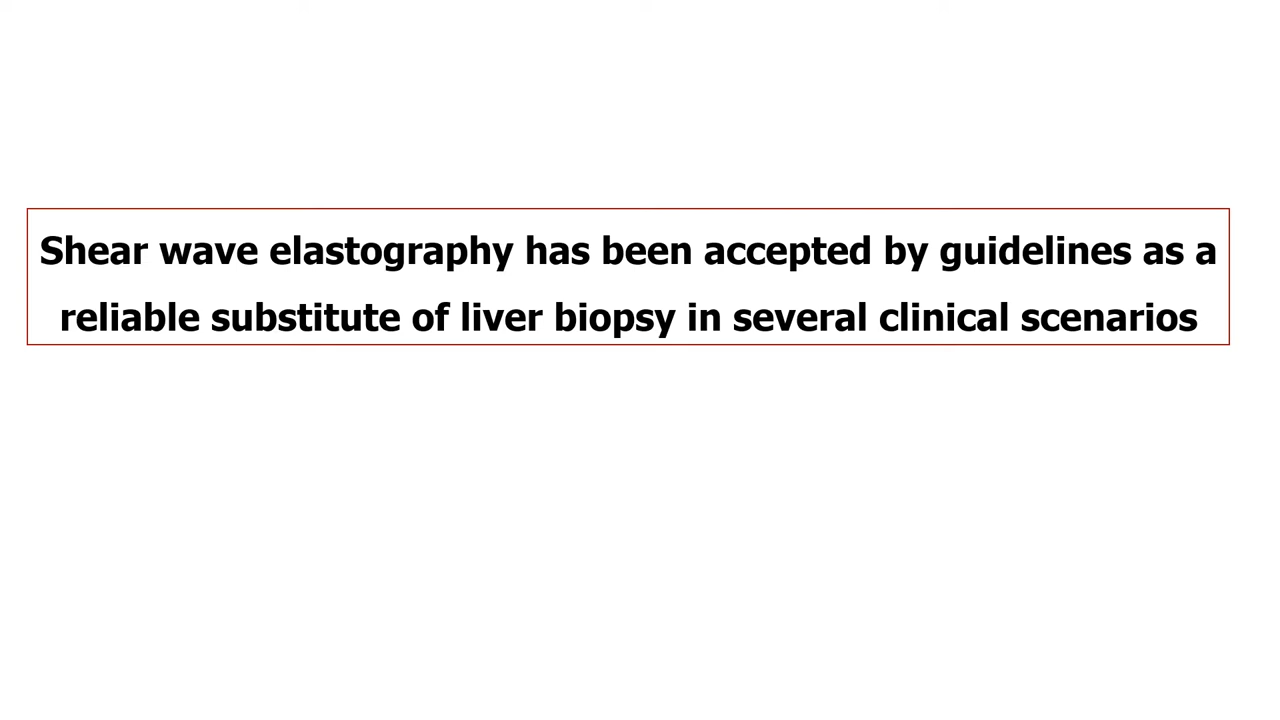 Shear wave elastography has been accepted by guidelines as a
reliable substitute of liver biopsy in several clinical scenarios